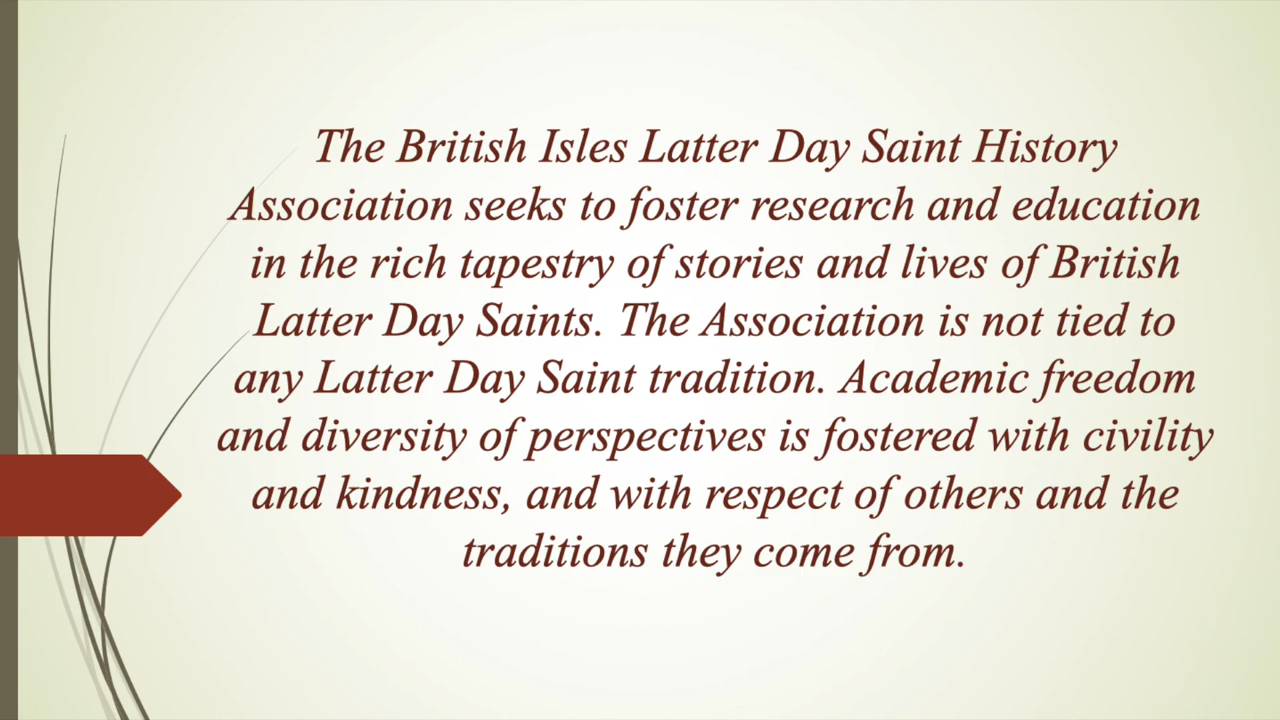 The British Isles Latter Day Saint History
Association seeks to foster research and education
in the rich tapestry of stories and lives of British
Latter Day Saints. The Association is not tied to
any Latter Day Saint tradition. Academic freedom
and diversity of perspectives is fostered with civility
and kindness, and with respect of others and the
traditions they come from.